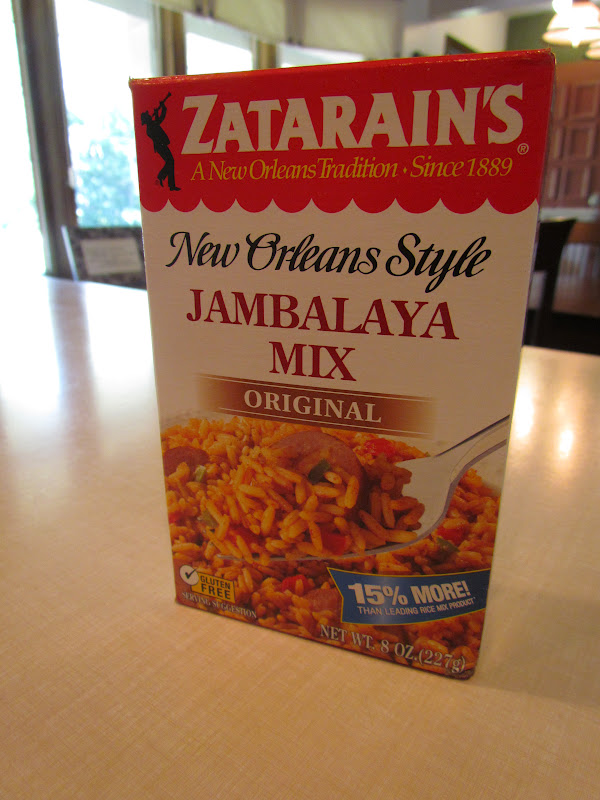 ZATARAIN'S®
A New Orleans Tradition • Since 1889
New Orleans Style
JAMBALAYA
MIX
ORIGINAL
GLUTEN
FREE
SERVING SUGGESTION
15% MORE!
THAN LEADING RICE MIX PRODUCT*
NET WT. 8 OZ.(227g)